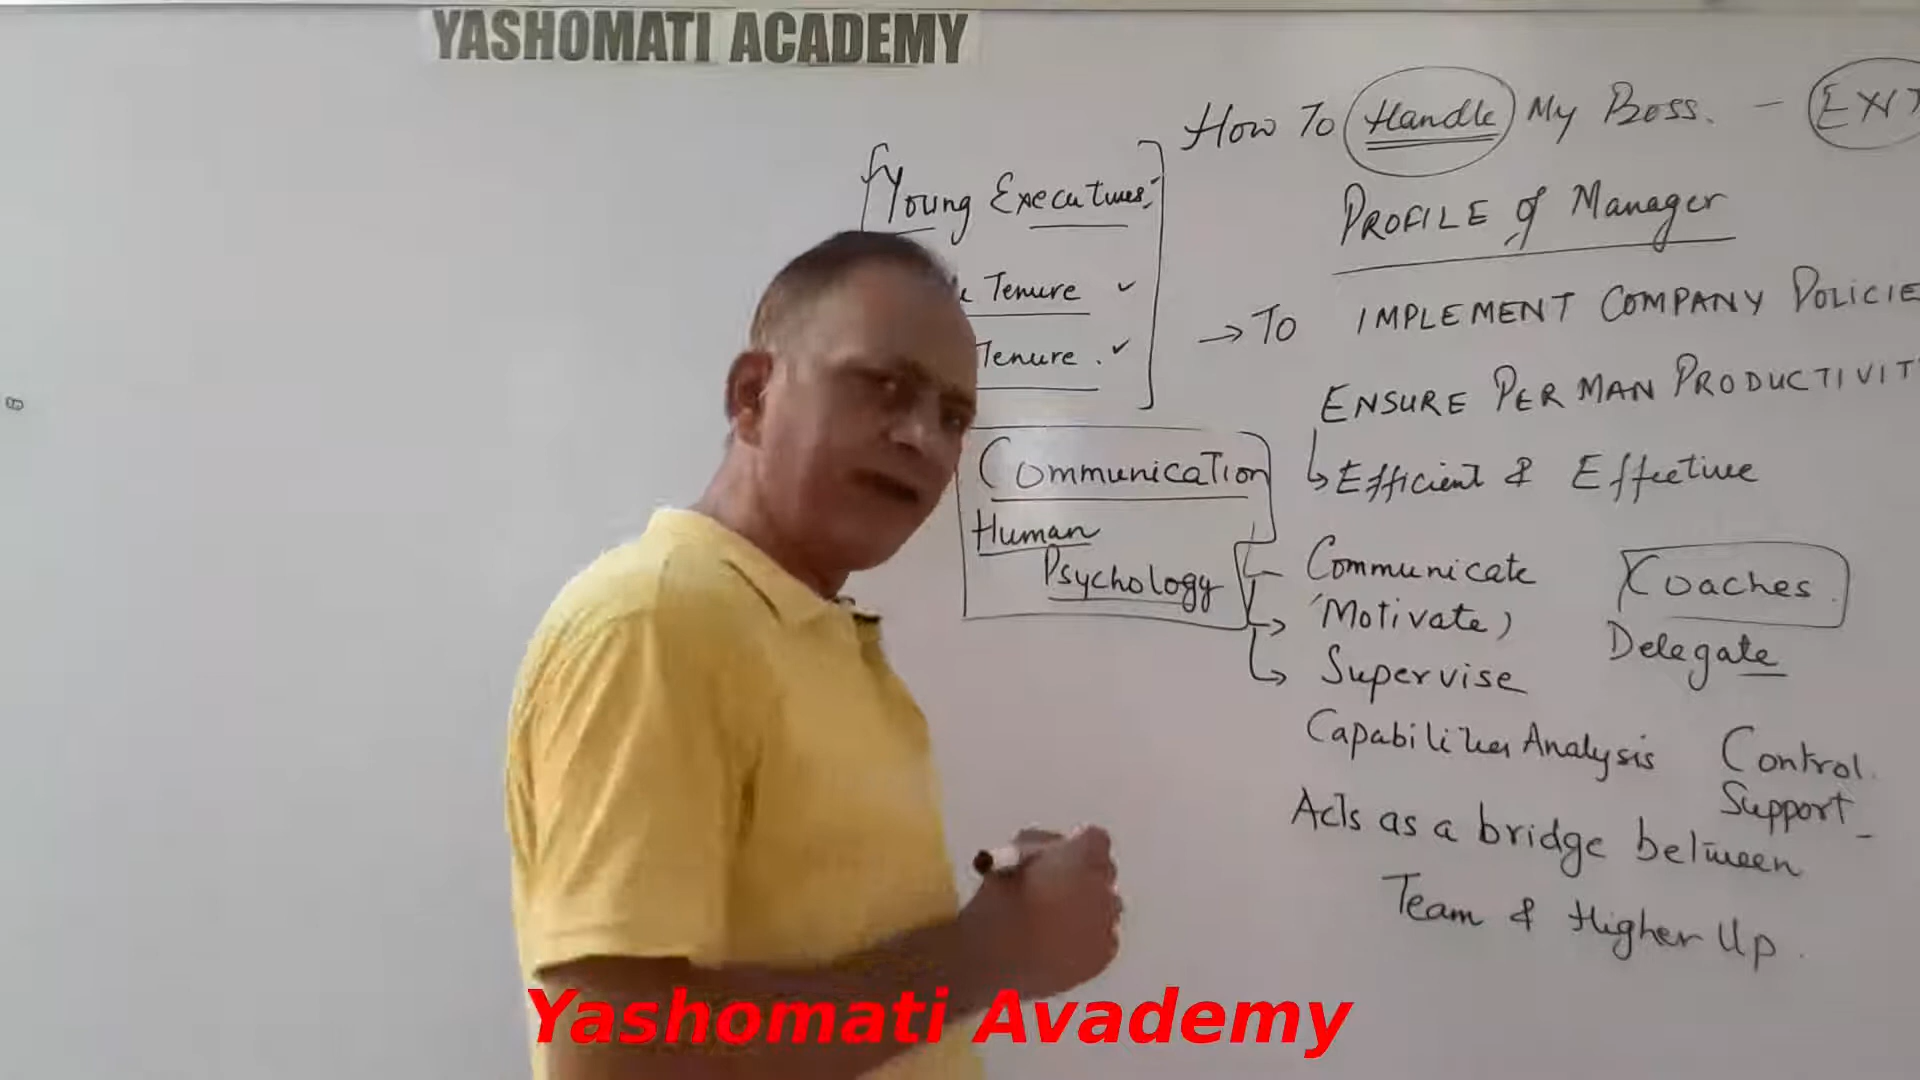 YASHOMATI ACADEMY
How To Handle My Boss. -
Young Executives
PROFILE of Manager
Tenure ✓
Tenure . ✓
→ To IMPLEMENT COMPANY POLICIE
ENSURE PER MAN PRODUCTIVIT
↳ Efficient & Effective
Communication
Human
Psychology
Communicate
Motivate
→ Supervise
Coaches.
Delegate
Capabilities Analysis
Control.
Support
Acts as a bridge between
Team & Higher Up.
Yashomati Avademy